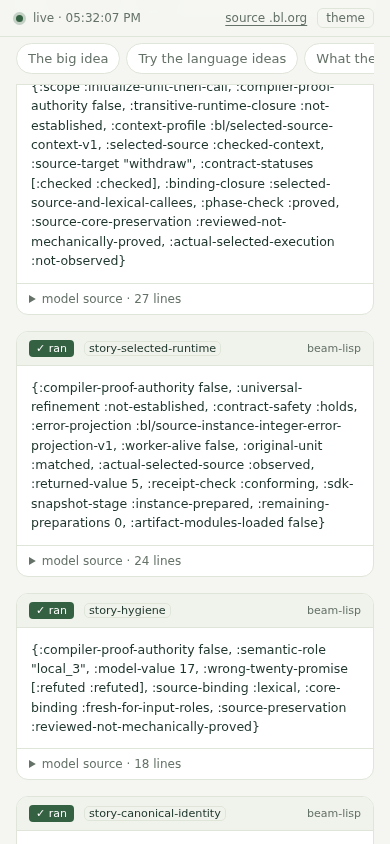 live · 05:32:07 PM
source .bl.org
theme
The big idea
Try the language ideas
What the
{:scope :initialize-unit-then-call, :compiler-proof-
authority false, :transitive-runtime-closure :not-
established, :context-profile :bl/selected-source-
context-v1, :selected-source :checked-context,
:source-target "withdraw", :contract-statuses
[:checked :checked], :binding-closure :selected-
source-and-lexical-callees, :phase-check :proved,
:source-core-preservation :reviewed-not-
mechanically-proved, :actual-selected-execution
:not-observed}
▶ model source · 27 lines
✓ ran story-selected-runtime beam-lisp
{:compiler-proof-authority false, :universal-
refinement :not-established, :contract-safety :holds,
:error-projection :bl/source-instance-integer-error-
projection-v1, :worker-alive false, :original-unit
:matched, :actual-selected-source :observed,
:returned-value 5, :receipt-check :conforming, :sdk-
snapshot-stage :instance-prepared, :remaining-
preparations 0, :artifact-modules-loaded false}
▶ model source · 24 lines
✓ ran story-hygiene beam-lisp
{:compiler-proof-authority false, :semantic-role
"local_3", :model-value 17, :wrong-twenty-promise
[:refuted :refuted], :source-binding :lexical, :core-
binding :fresh-for-input-roles, :source-preservation
:reviewed-not-mechanically-proved}
▶ model source · 18 lines
✓ ran story-canonical-identity beam-lisp